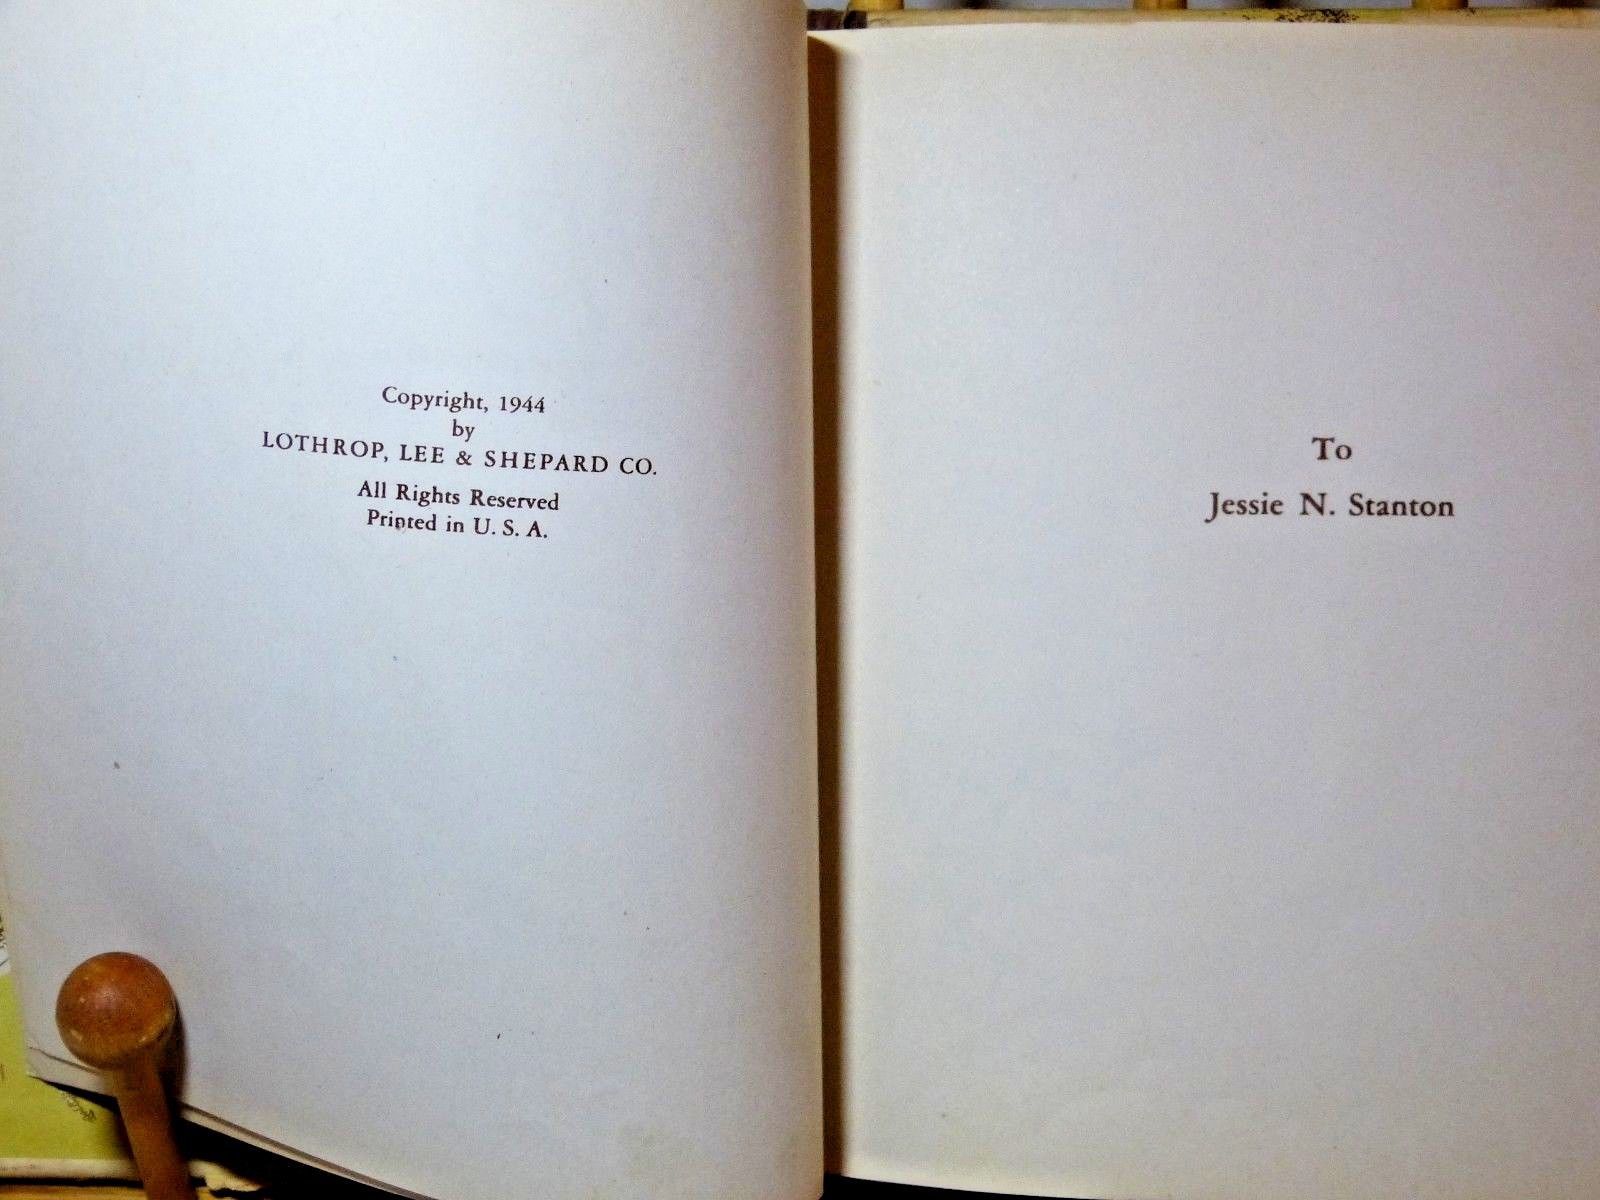 Copyright, 1944
by
LOTHROP, LEE & SHEPARD CO.
All Rights Reserved
Printed in U. S. A.
To
Jessie N. Stanton